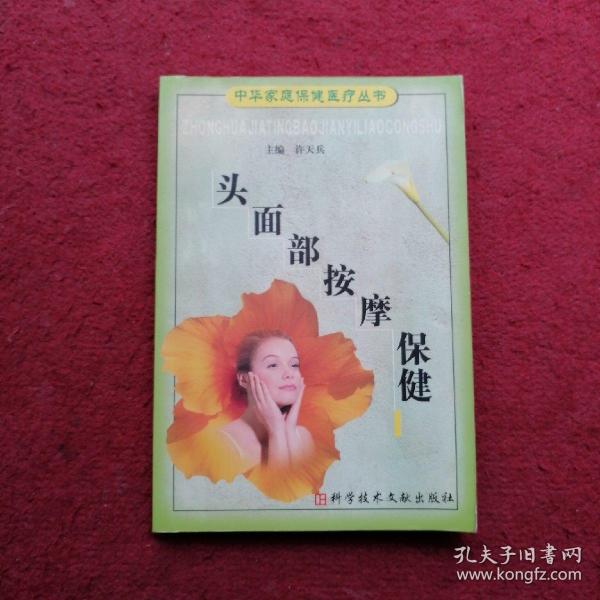 中华家庭保健医疗丛书
ZHONGHUAJIATINGBAOJIANYILIAOCONGSHU
主编 许天兵
头面部按摩保健
科学技术文献出版社
孔夫子旧书网
www.kongfz.com